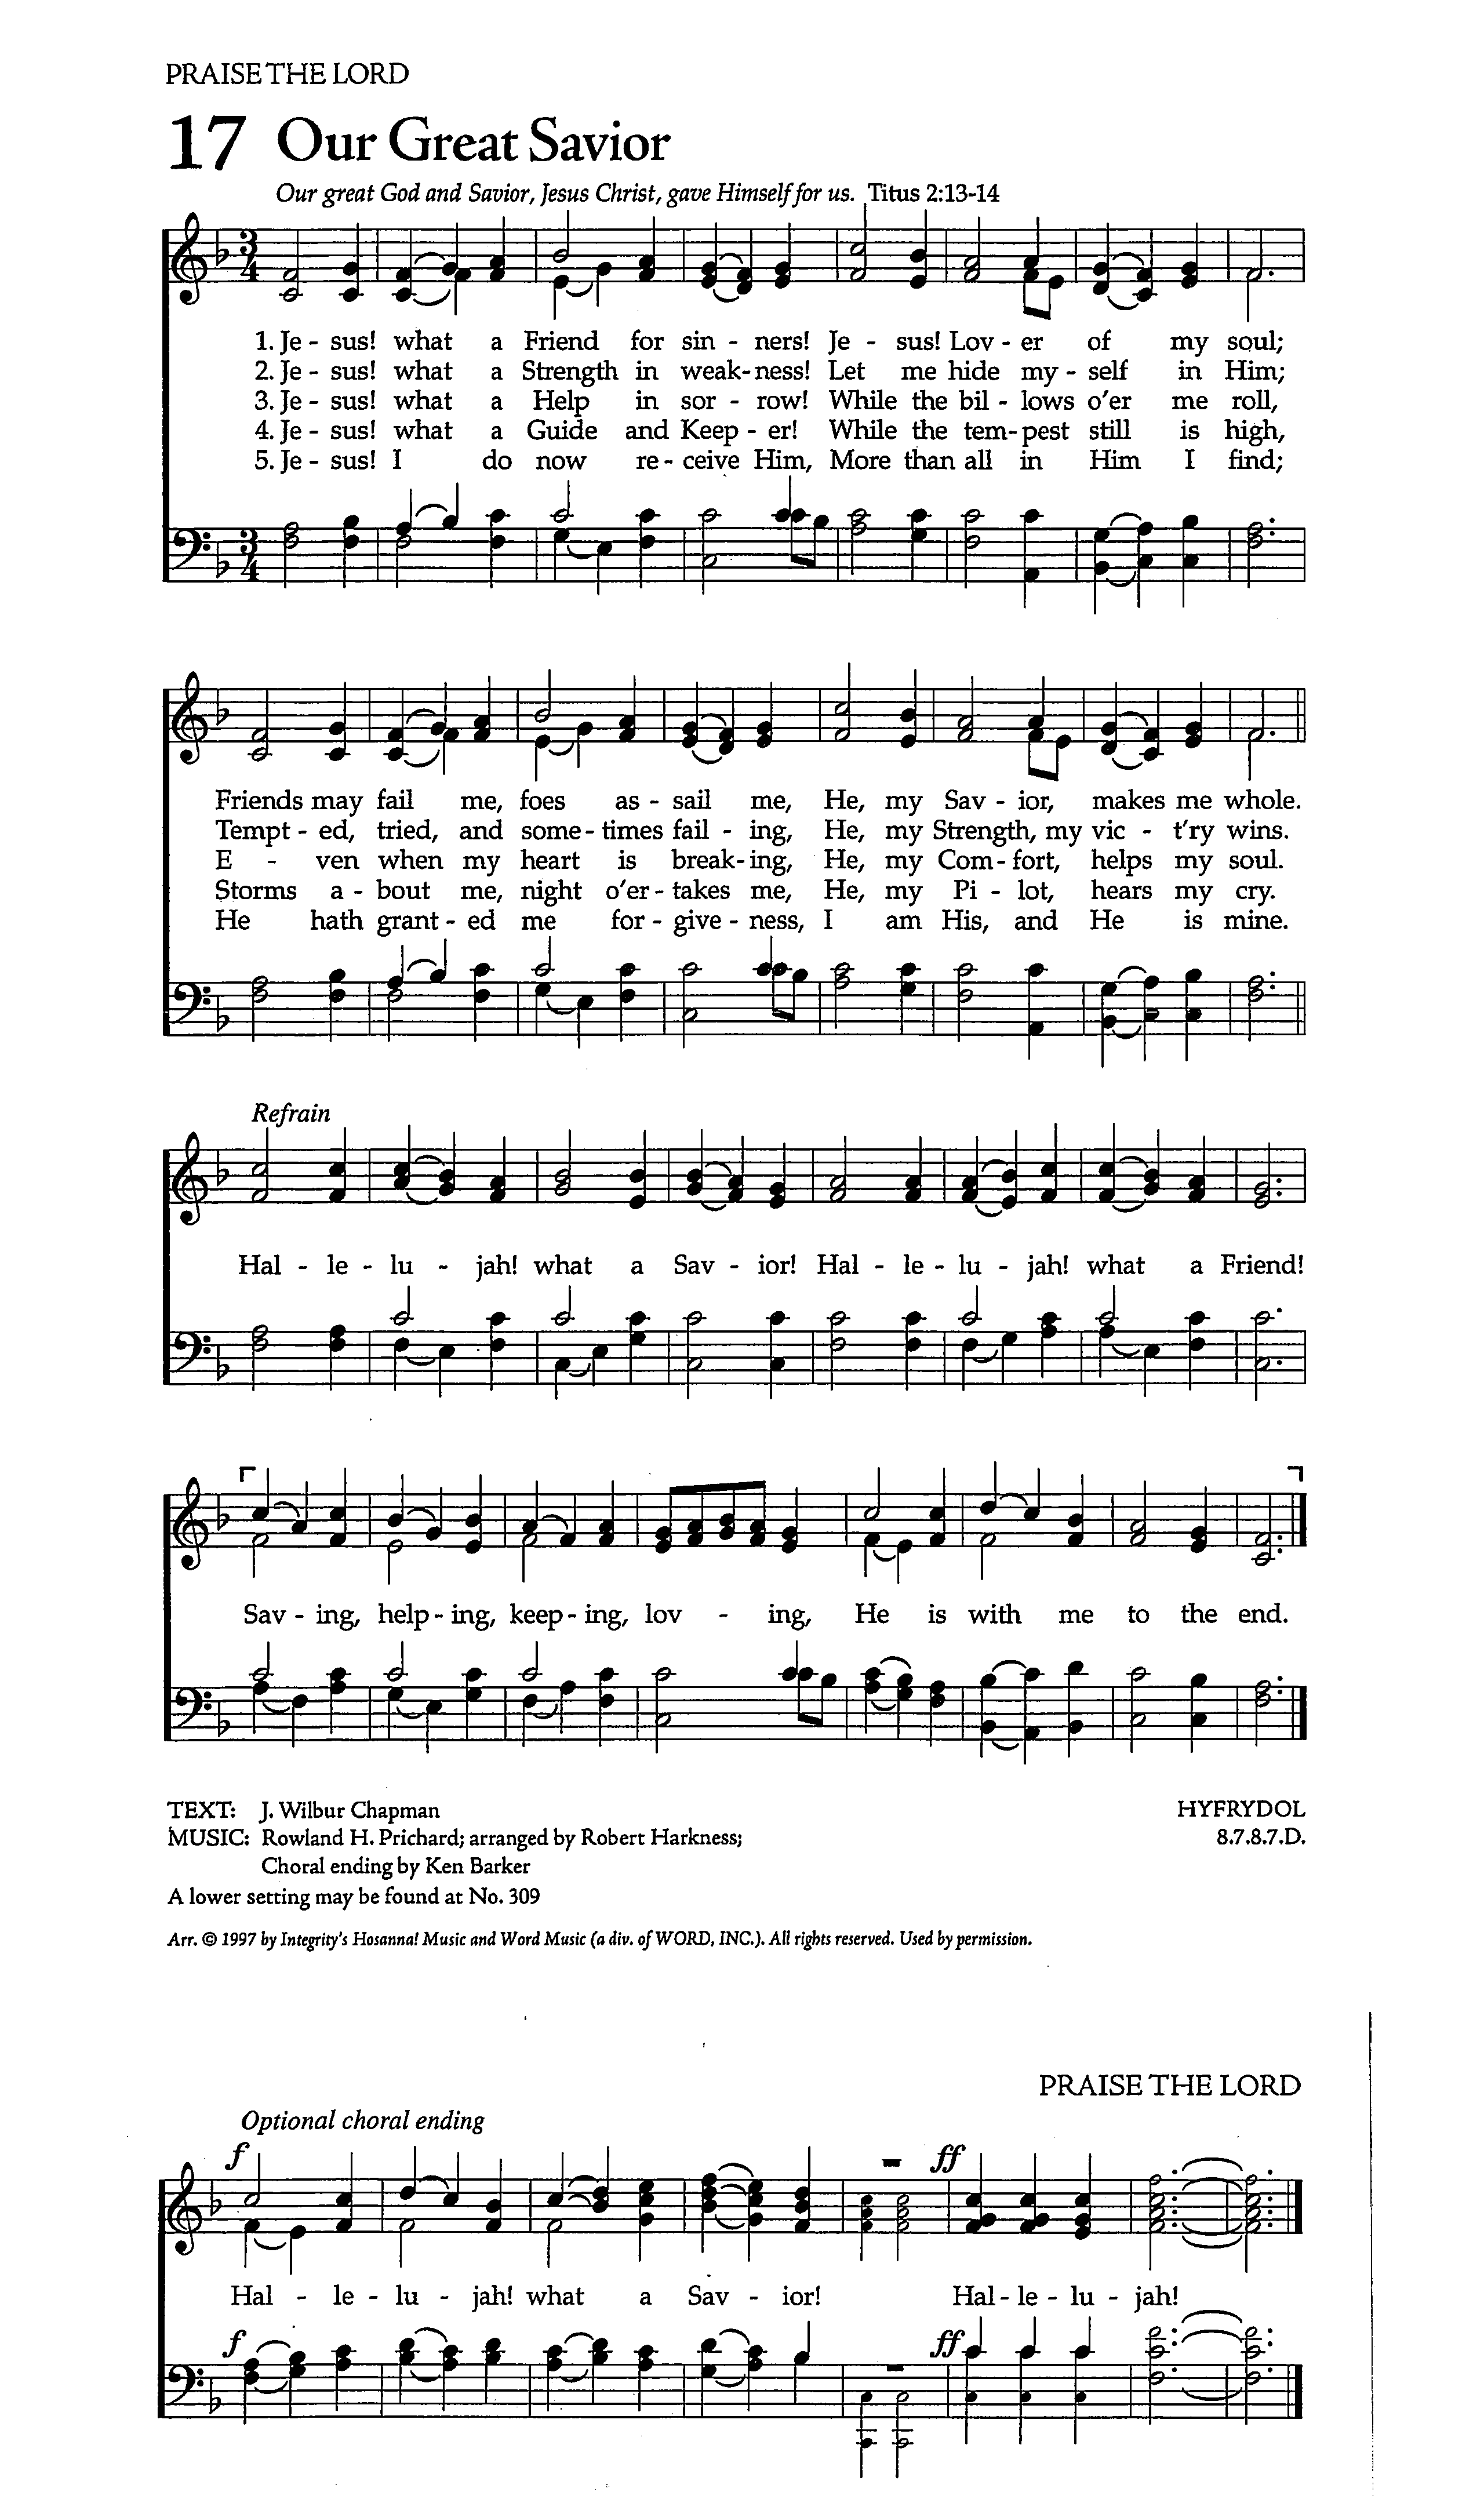 PRAISE THE LORD
17 Our Great Savior
Our great God and Savior, Jesus Christ, gave Himself for us. Titus 2:13-14
1. Je - sus! what a Friend for sin - ners! Je - sus! Lov - er of my soul;
2. Je - sus! what a Strength in weak - ness! Let me hide my - self in Him;
3. Je - sus! what a Help in sor - row! While the bil - lows o'er me roll,
4. Je - sus! what a Guide and Keep - er! While the tem - pest still is high,
5. Je - sus! I do now re - ceive Him, More than all in Him I find;
Friends may fail me, foes as - sail me, He, my Sav - ior, makes me whole.
Tempt - ed, tried, and some - times fail - ing, He, my Strength, my vic - t'ry wins.
E - ven when my heart is break - ing, He, my Com - fort, helps my soul.
Storms a - bout me, night o'er - takes me, He, my Pi - lot, hears my cry.
He hath grant - ed me for - give - ness, I am His, and He is mine.
Refrain
Hal - le - lu - jah! what a Sav - ior! Hal - le - lu - jah! what a Friend!
Sav - ing, help - ing, keep - ing, lov - ing, He is with me to the end.
TEXT: J. Wilbur Chapman HYFRYDOL
MUSIC: Rowland H. Prichard; arranged by Robert Harkness; 8.7.8.7.D.
Choral ending by Ken Barker
A lower setting may be found at No. 309
Arr. © 1997 by Integrity's Hosanna! Music and Word Music (a div. of WORD, INC.). All rights reserved. Used by permission.
PRAISE THE LORD
Optional choral ending
f ff
Hal - le - lu - jah! what a Sav - ior! Hal - le - lu - jah!
f ff